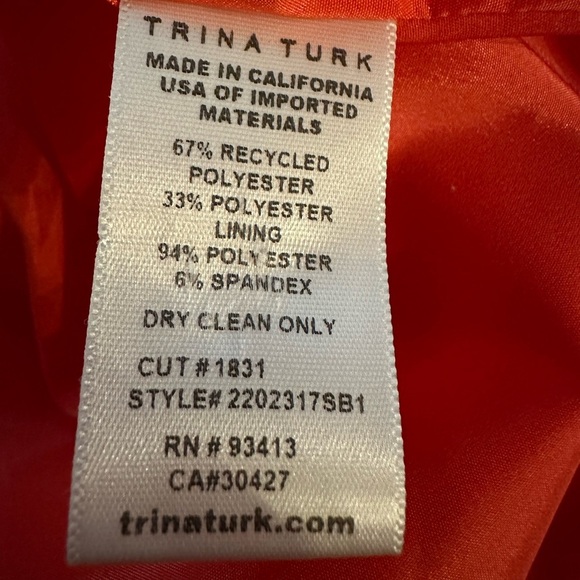 TRINA TURK
MADE IN CALIFORNIA
USA OF IMPORTED
MATERIALS
67% RECYCLED
POLYESTER
33% POLYESTER
LINING
94% POLYESTER
6% SPANDEX
DRY CLEAN ONLY
CUT # 1831
STYLE# 2202317SB1
RN # 93413
CA#30427
trinaturk.com